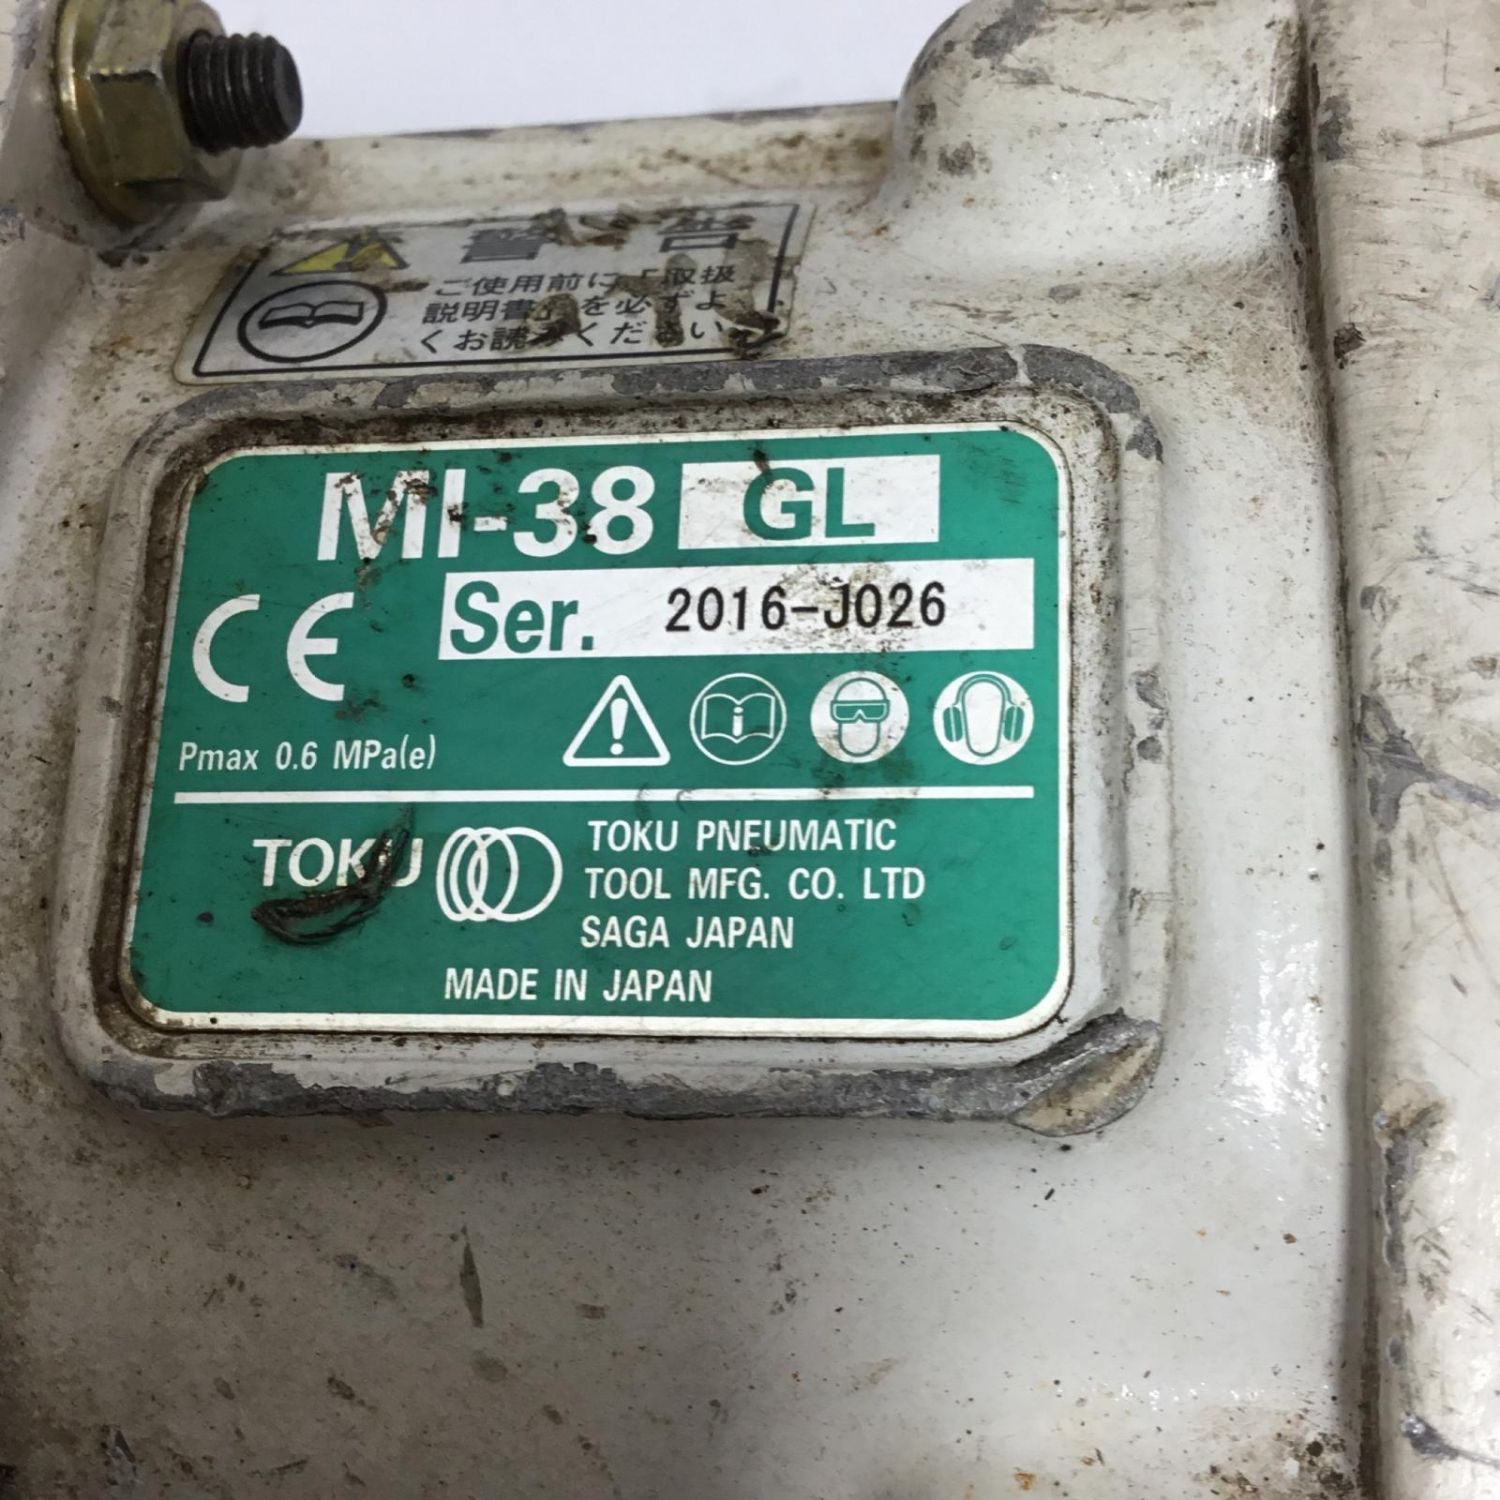 警告
ご使用前に「取扱
説明書」を必ずよ
くお読みください。
MI-38 GL
CE
Ser. 2016-J026
Pmax 0.6 MPa(e)
TOKU
TOKU PNEUMATIC
TOOL MFG. CO. LTD
SAGA JAPAN
MADE IN JAPAN